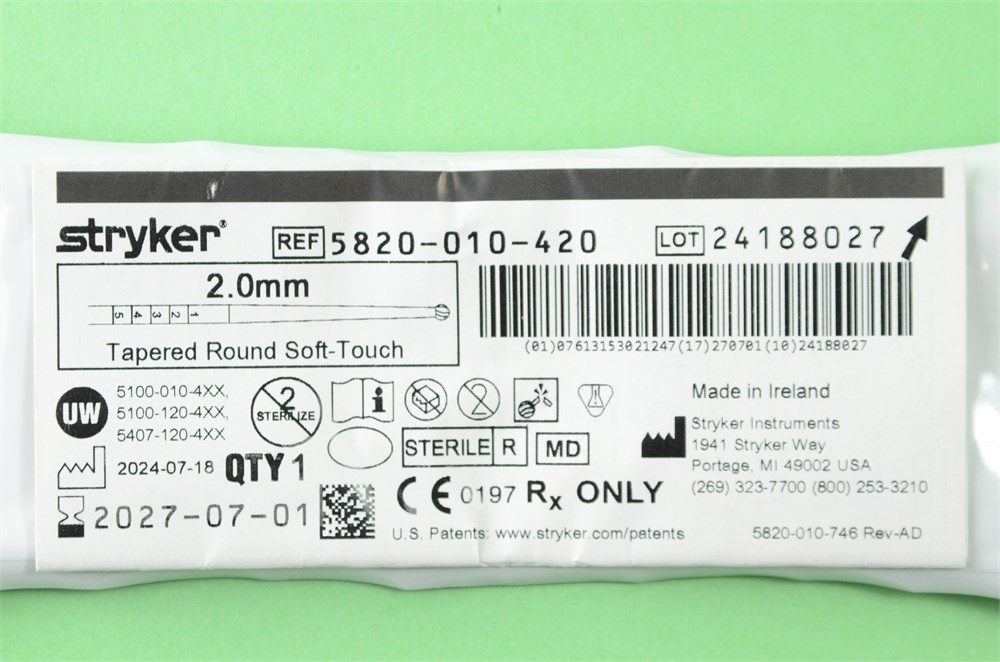 stryker®
REF 5820-010-420
LOT 24188027
2.0mm
5 4 3 2 1
Tapered Round Soft-Touch
(01)07613153021247(17)270701(10)24188027
UW
5100-010-4XX,
5100-120-4XX,
5407-120-4XX
2
STERILIZE
i
2
STERILE R
MD
2024-07-18
QTY 1
2027-07-01
CE 0197 Rx ONLY
U.S. Patents: www.stryker.com/patents
Made in Ireland
Stryker Instruments
1941 Stryker Way
Portage, MI 49002 USA
(269) 323-7700 (800) 253-3210
5820-010-746 Rev-AD